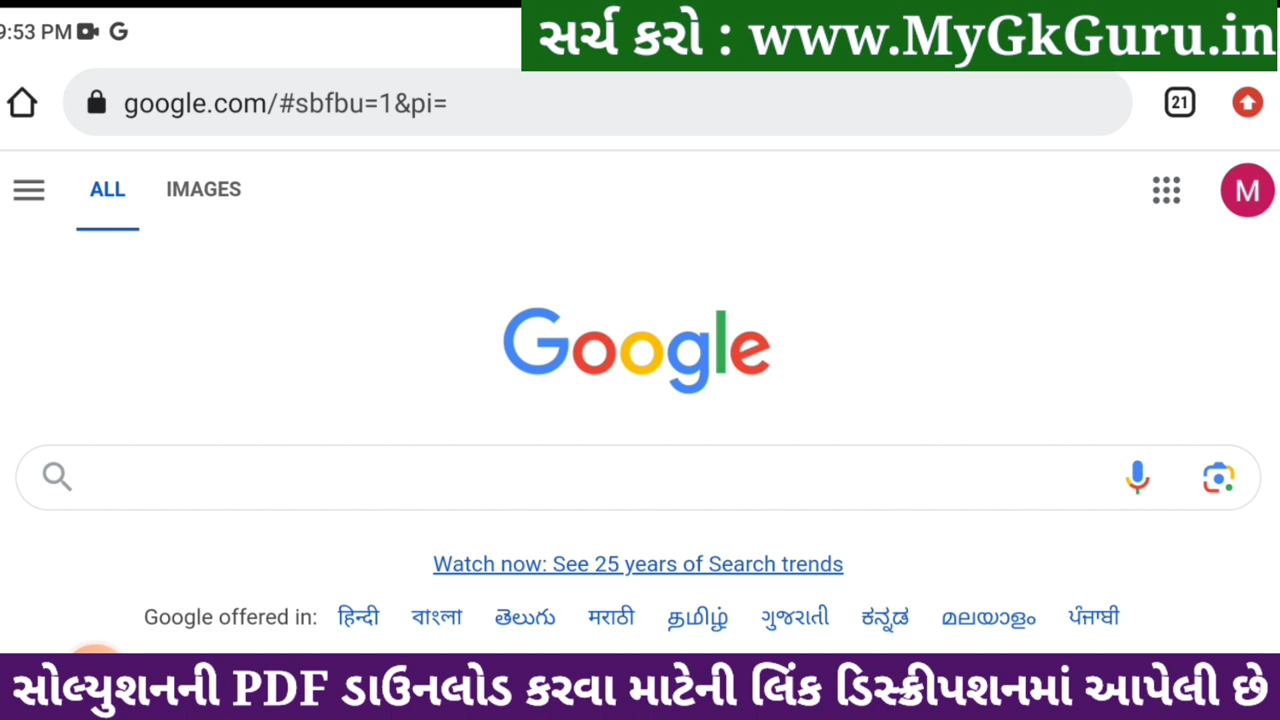 9:53 PM G
સર્ચ કરો : www.MyGkGuru.in
google.com/#sbfbu=1&pi=
21
ALL IMAGES
M
Google
Watch now: See 25 years of Search trends
Google offered in: हिन्दी বাংলা తెలుగు मराठी தமிழ் ગુજરાતી ಕನ್ನಡ മലയാളം ਪੰਜਾਬੀ
સોલ્યુશનની PDF ડાઉનલોડ કરવા માટેની લિંક ડિસ્ક્રીપશનમાં આપેલી છે